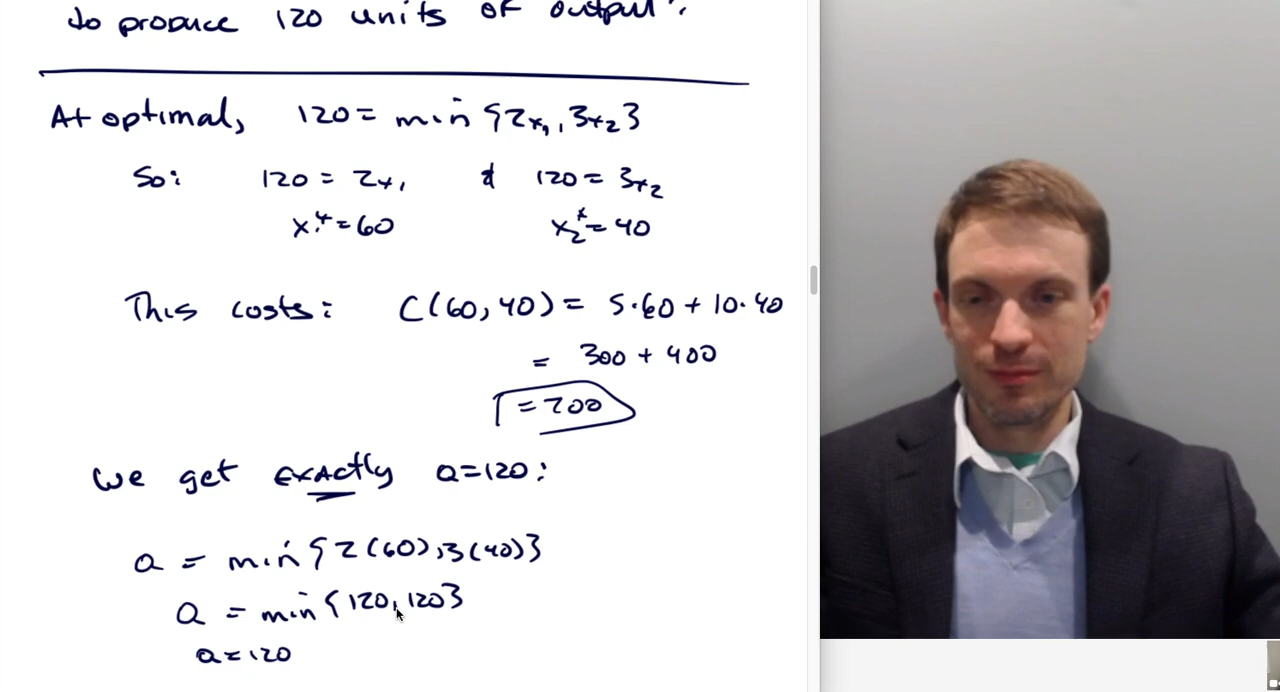 to produce 120 units of output?
At optimal, 120 = min {2x₁, 3x₂}
So: 120 = 2x₁ & 120 = 3x₂
x₁* = 60 x₂* = 40
This costs: C(60, 40) = 5·60 + 10·40
= 300 + 400
= 700
We get EXACTLY Q=120:
Q = min {2(60), 3(40)}
Q = min {120, 120}
Q = 120